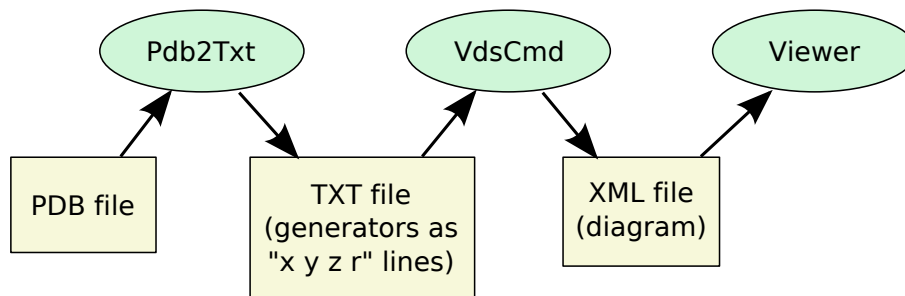 Pdb2Txt
VdsCmd
Viewer
PDB file
TXT file
(generators as
"x y z r" lines)
XML file
(diagram)